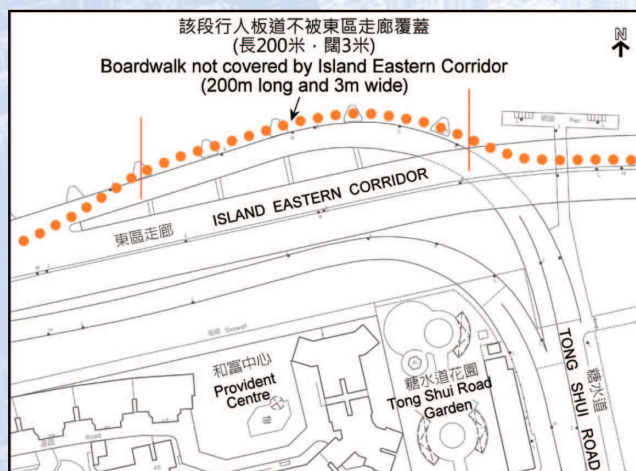 該段行人板道不被東區走廊覆蓋
(長200米，闊3米)
Boardwalk not covered by Island Eastern Corridor
(200m long and 3m wide)
N
Pier
ISLAND EASTERN CORRIDOR
東區走廊
Seawall
和富中心
Provident
Centre
糖水道花園
Tong Shui Road
Garden
糖水道
TONG SHUI ROAD
Road